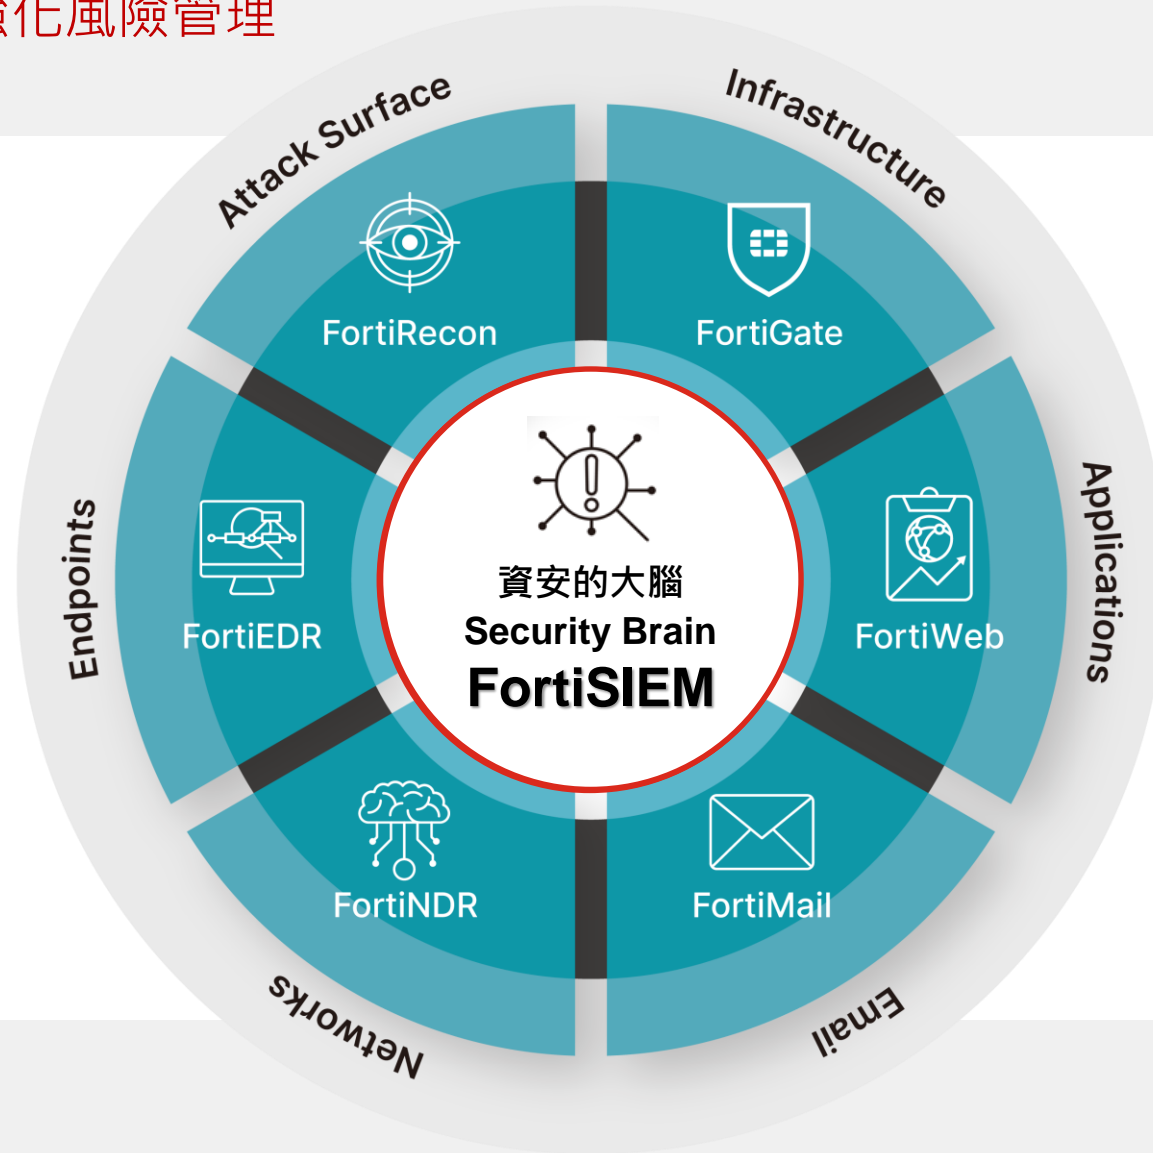 強化風險管理
Attack Surface
Infrastructure
FortiRecon
FortiGate
Endpoints
Applications
FortiEDR
FortiWeb
資安的大腦
Security Brain
FortiSIEM
FortiNDR
FortiMail
Networks
Email